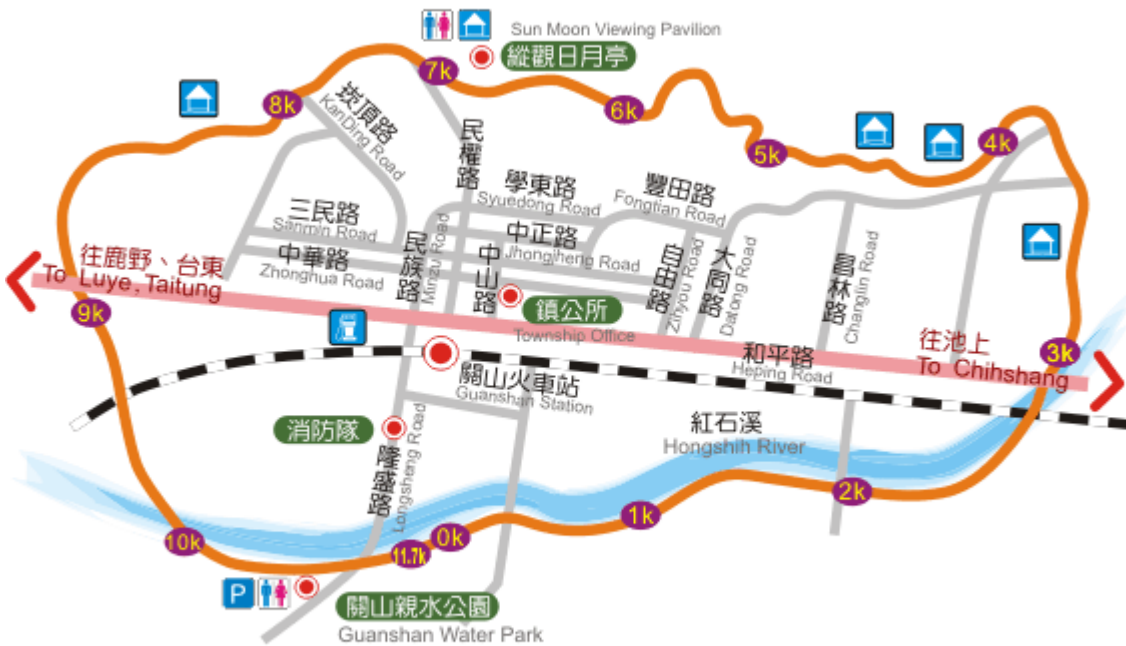 Sun Moon Viewing Pavilion
縱觀日月亭
7k
8k
6k
5k
4k
崁頂路
KanDing Road
民權路
學東路
Syuedong Road
豐田路
Fongtian Road
三民路
Sanmin Road
中正路
Jhongjheng Road
中華路
Zhonghua Road
民族路
Minzu Road
中山路
自由路
Zihyou Road
大同路
Datong Road
昌林路
Changlin Road
往鹿野、台東
To Luye, Taitung
9k
鎮公所
Township Office
和平路
Heping Road
往池上
To Chihshang
3k
關山火車站
Guanshan Station
消防隊
隆盛路
Longsheng Road
紅石溪
Hongshih River
2k
1k
0k
11.7k
10k
P
關山親水公園
Guanshan Water Park